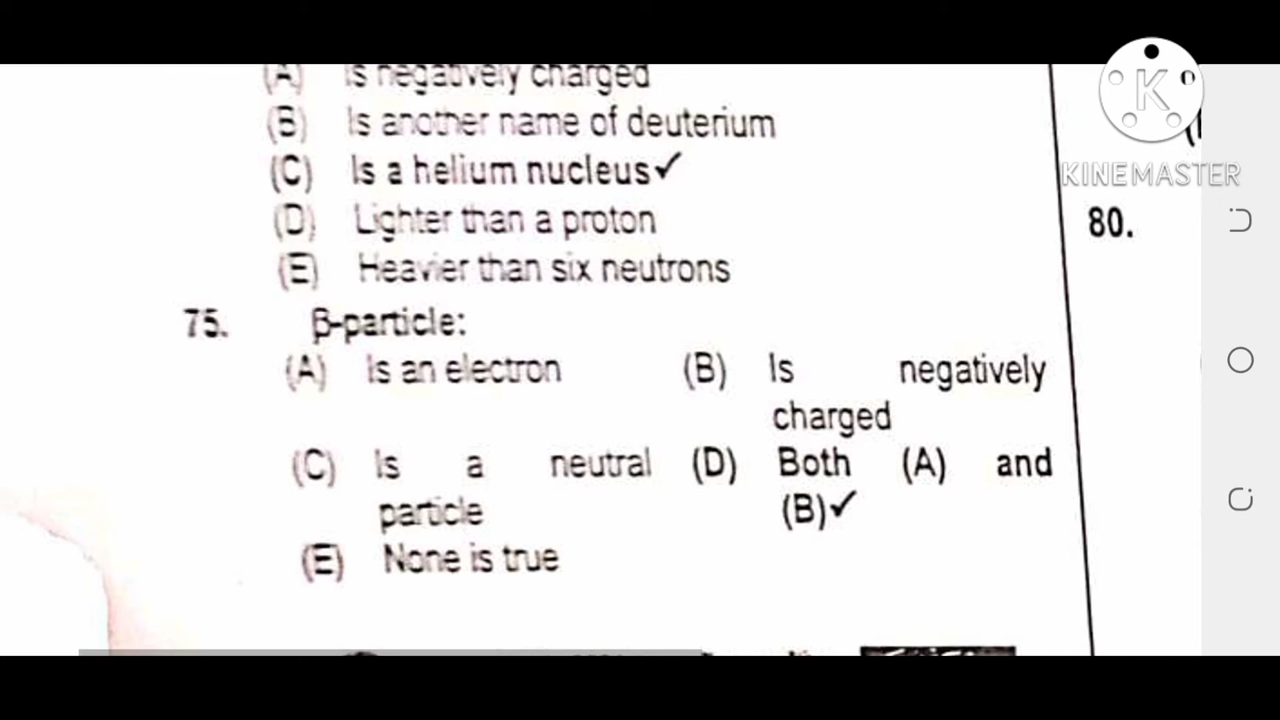 (A) Is negatively charged
(B) Is another name of deuterium
(C) Is a helium nucleus✓
(D) Lighter than a proton
(E) Heavier than six neutrons
75. β-particle:
(A) Is an electron (B) Is negatively
charged
(C) Is a neutral (D) Both (A) and
particle (B)✓
(E) None is true
80.
K
KINEMASTER